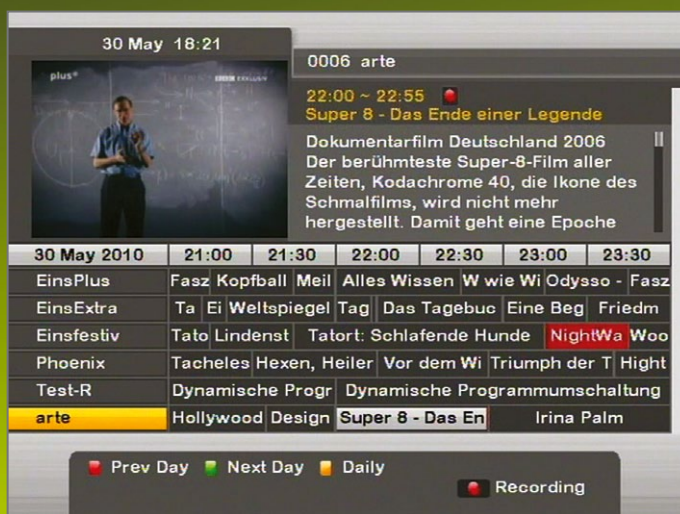 30 May 18:21
plus
BBC EXKLUSIV
0006 arte
22:00 ~ 22:55
Super 8 - Das Ende einer Legende
Dokumentarfilm Deutschland 2006
Der berühmteste Super-8-Film aller
Zeiten, Kodachrome 40, die Ikone des
Schmalfilms, wird nicht mehr
hergestellt. Damit geht eine Epoche
30 May 2010 21:00 21:30 22:00 22:30 23:00 23:30
EinsPlus Fasz Kopfball Meil Alles Wissen W wie Wi Odysso - Fasz
EinsExtra Ta Ei Weltspiegel Tag Das Tagebuc Eine Beg Friedm
Einsfestiv Tato Lindenst Tatort: Schlafende Hunde NightWa Woo
Phoenix Tacheles Hexen, Heiler Vor dem Wi Triumph der T Hight
Test-R Dynamische Progr Dynamische Programmumschaltung
arte Hollywood Design Super 8 - Das En Irina Palm
Prev Day Next Day Daily
Recording